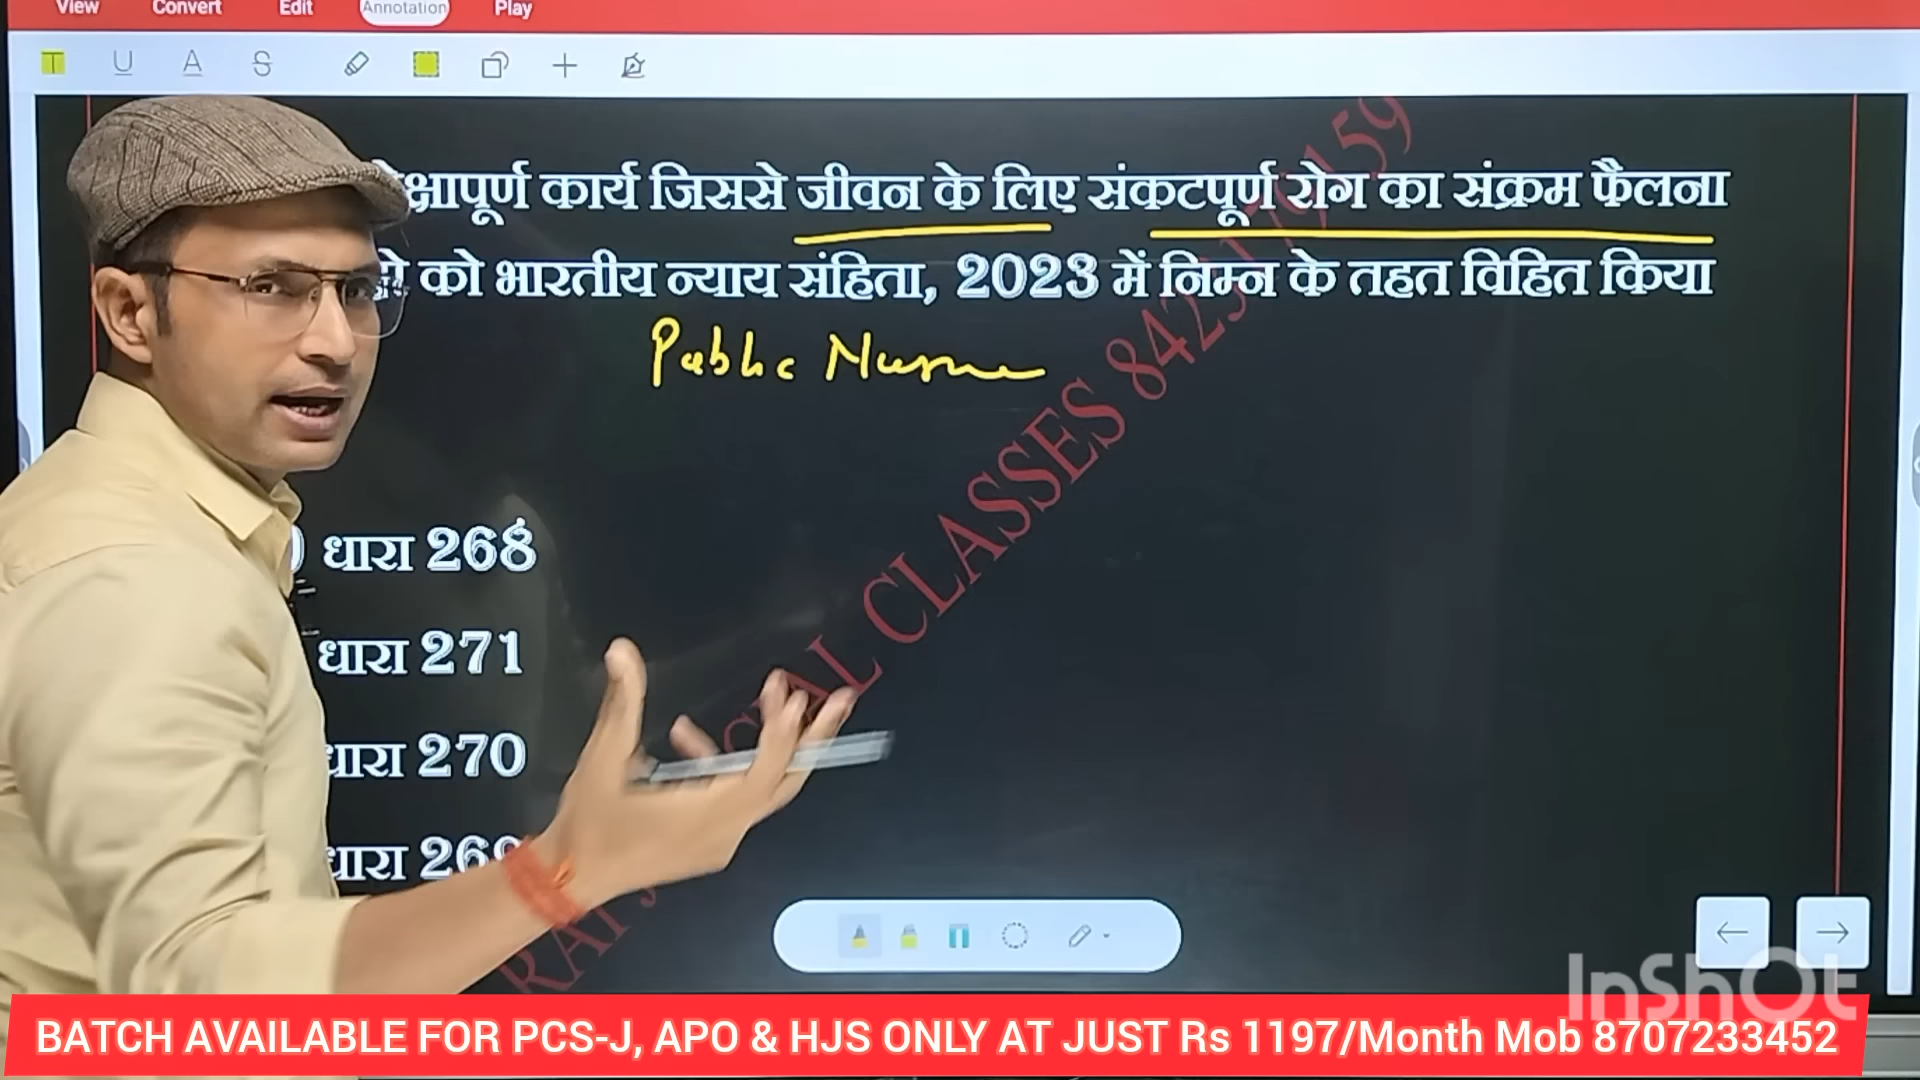 View Convert Edit Annotation Play
T U A S
कार्य जिससे जीवन के लिए संकटपूर्ण रोग का संक्रम फैलना
को भारतीय न्याय संहिता, 2023 में निम्न के तहत विहित किया
Public
धारा 268
धारा 271
धारा 270
धारा 269
CLASSES
InShOt
BATCH AVAILABLE FOR PCS-J, APO & HJS ONLY AT JUST Rs 1197/Month Mob 8707233452